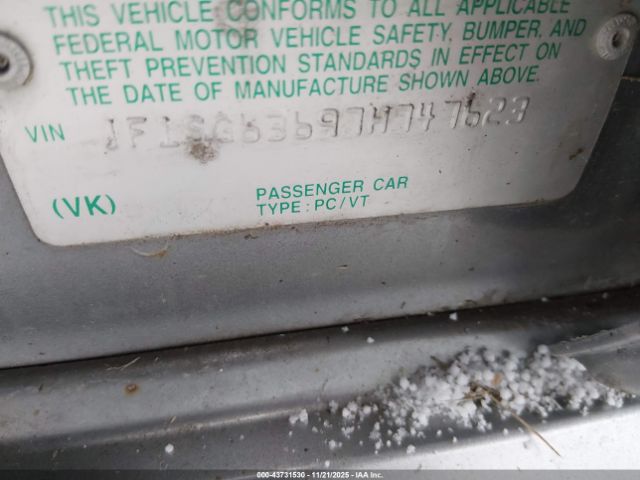 THIS VEHICLE CONFORMS TO ALL APPLICABLE
FEDERAL MOTOR VEHICLE SAFETY, BUMPER, AND
THEFT PREVENTION STANDARDS IN EFFECT ON
THE DATE OF MANUFACTURE SHOWN ABOVE.
VIN JF1SG63697H747623
(VK)
PASSENGER CAR
TYPE : PC/VT
000-43731530 - 11/21/2025 - IAA Inc.